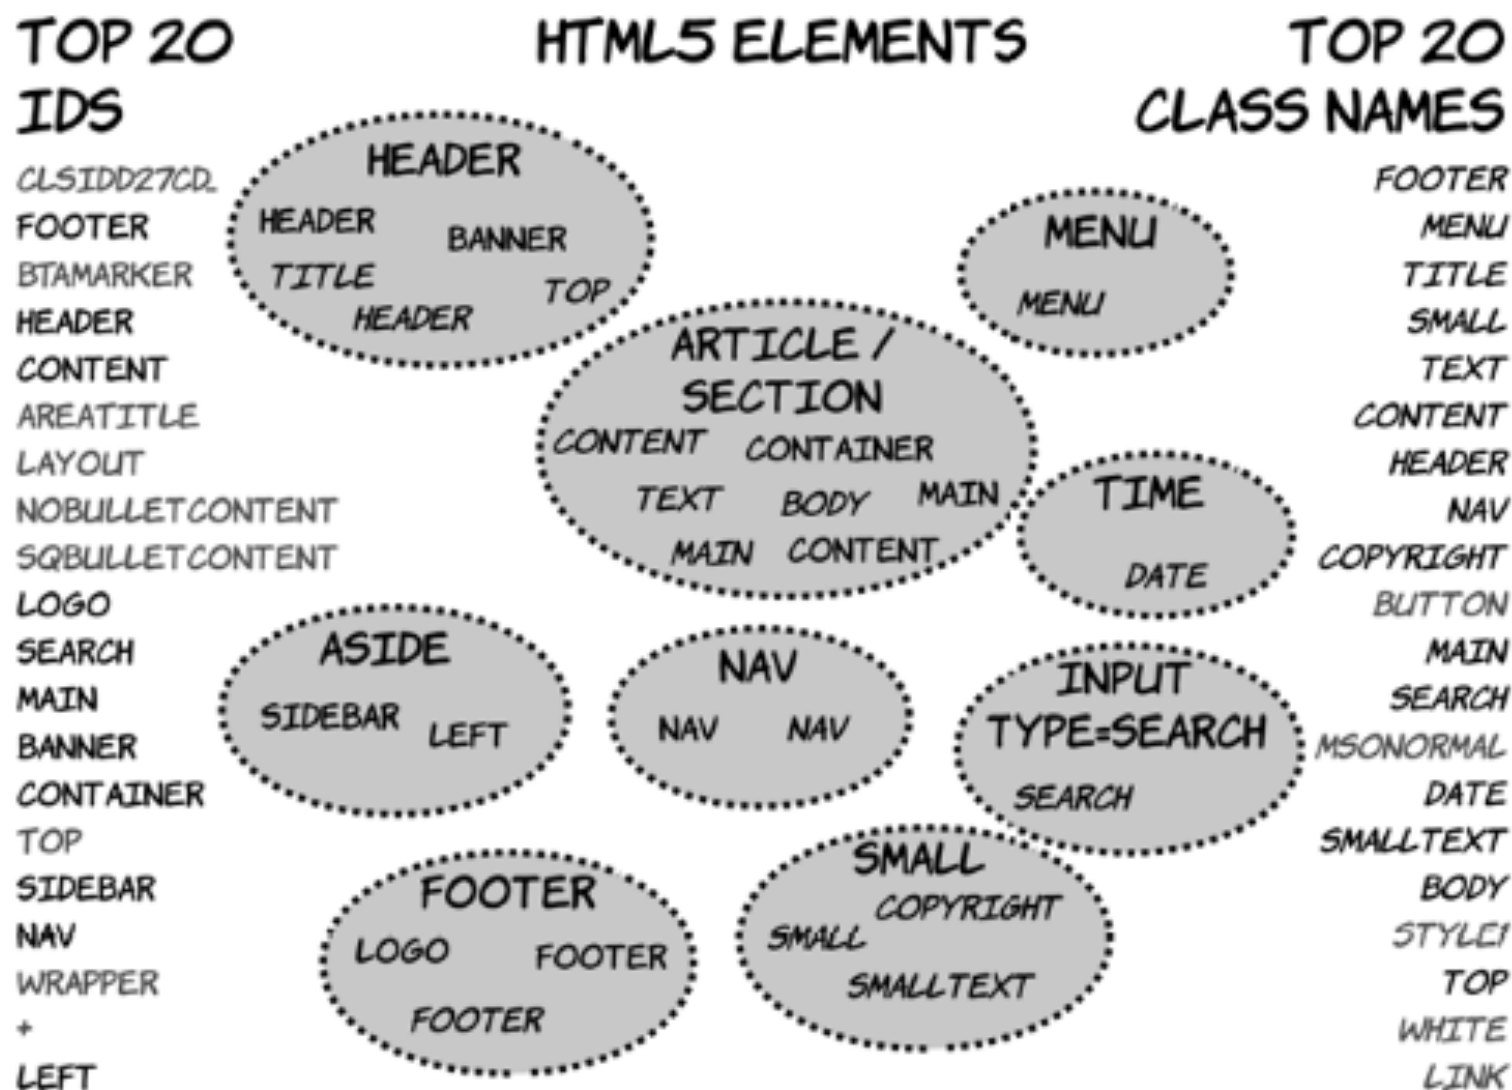 TOP 20
IDS
CLSIDD27CD_
FOOTER
BTAMARKER
HEADER
CONTENT
AREATITLE
LAYOUT
NOBULLETCONTENT
SQBULLETCONTENT
LOGO
SEARCH
MAIN
BANNER
CONTAINER
TOP
SIDEBAR
NAV
WRAPPER
+
LEFT
HTML5 ELEMENTS
HEADER
HEADER
BANNER
TITLE
TOP
HEADER
MENU
MENU
ARTICLE /
SECTION
CONTENT CONTAINER
TEXT BODY MAIN
MAIN CONTENT
TIME
DATE
ASIDE
SIDEBAR
LEFT
NAV
NAV NAV
INPUT
TYPE=SEARCH
SEARCH
FOOTER
LOGO
FOOTER
FOOTER
SMALL
COPYRIGHT
SMALL
SMALLTEXT
TOP 20
CLASS NAMES
FOOTER
MENU
TITLE
SMALL
TEXT
CONTENT
HEADER
NAV
COPYRIGHT
BUTTON
MAIN
SEARCH
MSONORMAL
DATE
SMALLTEXT
BODY
STYLE1
TOP
WHITE
LINK